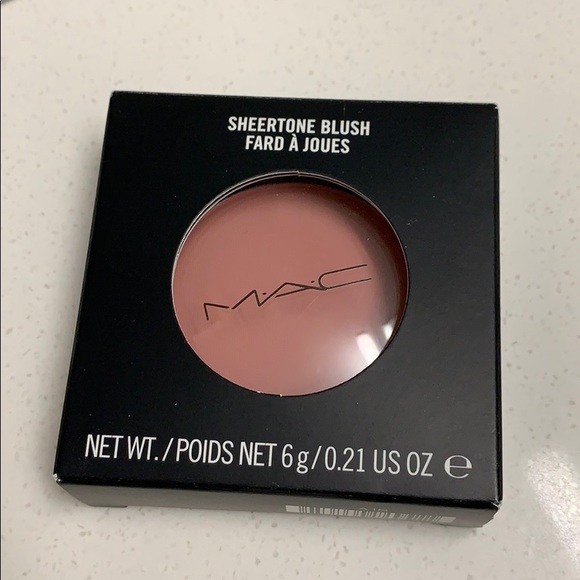 SHEERTONE BLUSH
FARD À JOUES
M·A·C
NET WT./POIDS NET 6 g/0.21 US OZ ℮